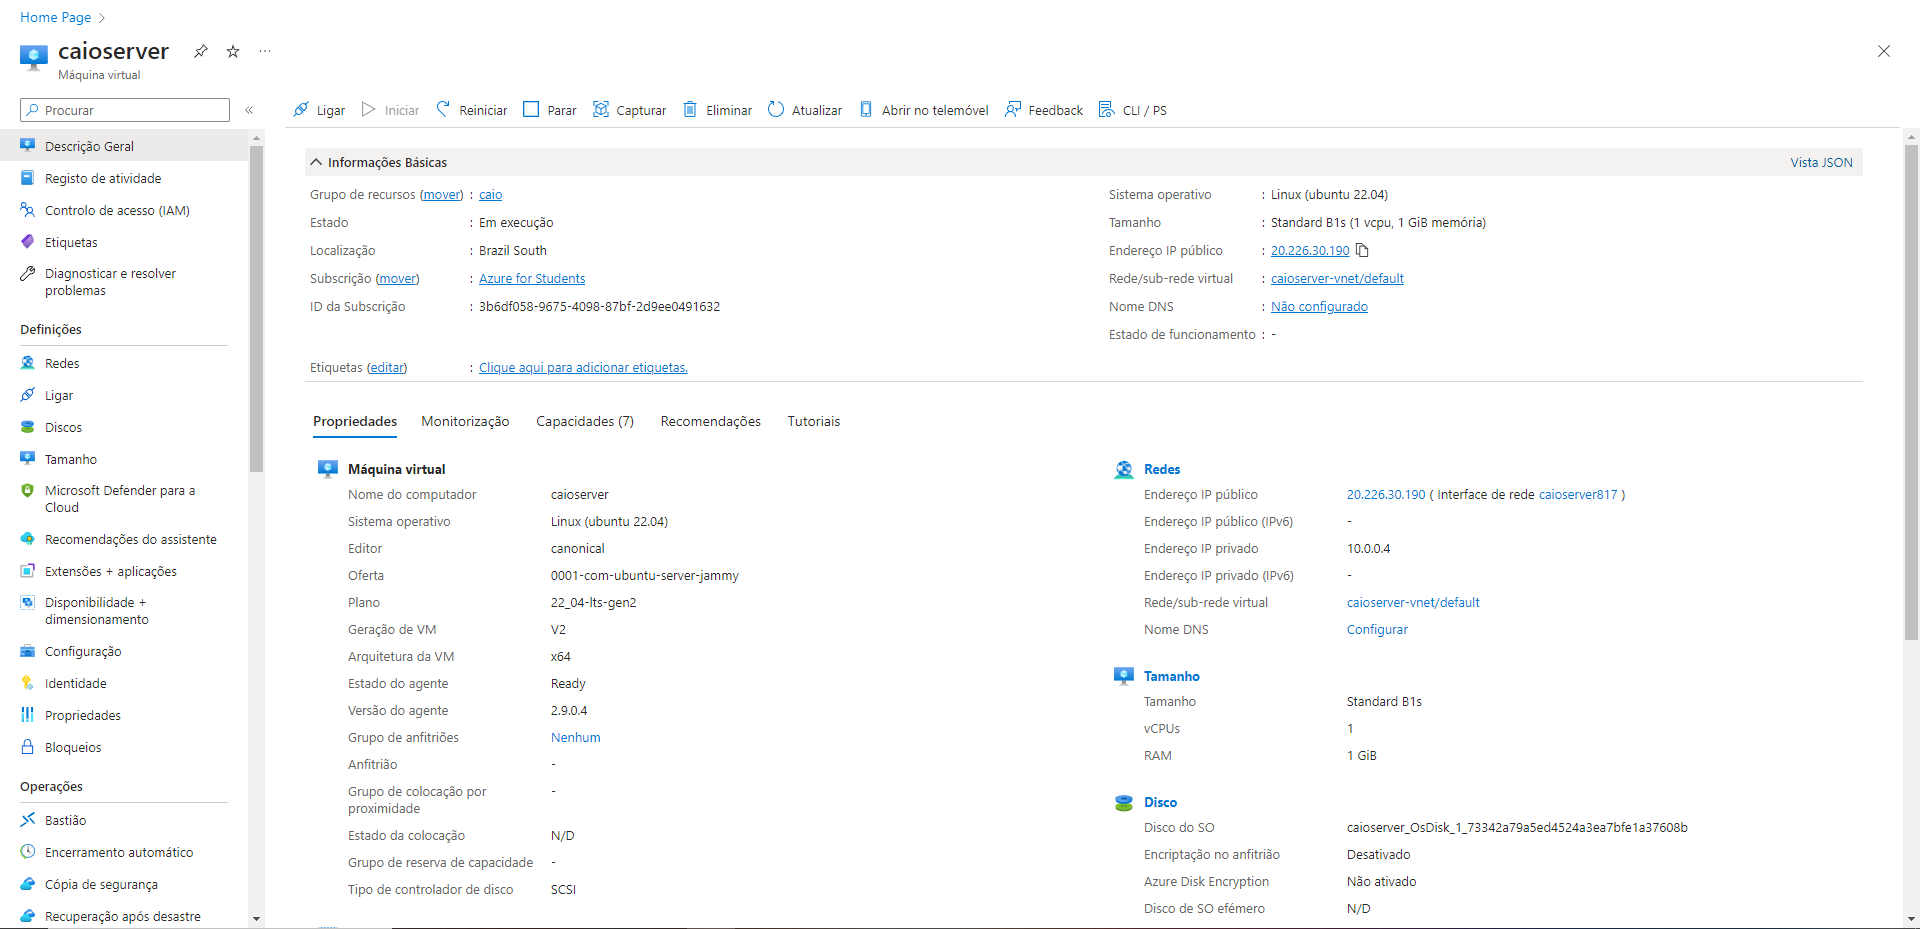 Home Page
caioserver
Máquina virtual
Procurar
Descrição Geral
Registo de atividade
Controlo de acesso (IAM)
Etiquetas
Diagnosticar e resolver
problemas
Definições
Redes
Ligar
Discos
Tamanho
Microsoft Defender para a
Cloud
Recomendações do assistente
Extensões + aplicações
Disponibilidade +
dimensionamento
Configuração
Identidade
Propriedades
Bloqueios
Operações
Bastião
Encerramento automático
Cópia de segurança
Recuperação após desastre
Ligar Iniciar Reiniciar Parar Capturar Eliminar Atualizar Abrir no telemóvel Feedback CLI / PS
Informações Básicas Vista JSON
Grupo de recursos (mover) : caio
Estado : Em execução
Localização : Brazil South
Subscrição (mover) : Azure for Students
ID da Subscrição : 3b6df058-9675-4098-87bf-2d9ee0491632
Sistema operativo : Linux (ubuntu 22.04)
Tamanho : Standard B1s (1 vcpu, 1 GiB memória)
Endereço IP público : 20.226.30.190
Rede/sub-rede virtual : caioserver-vnet/default
Nome DNS : Não configurado
Estado de funcionamento : -
Etiquetas (editar) : Clique aqui para adicionar etiquetas.
Propriedades Monitorização Capacidades (7) Recomendações Tutoriais
Máquina virtual
Nome do computador caioserver
Sistema operativo Linux (ubuntu 22.04)
Editor canonical
Oferta 0001-com-ubuntu-server-jammy
Plano 22_04-lts-gen2
Geração de VM V2
Arquitetura da VM x64
Estado do agente Ready
Versão do agente 2.9.0.4
Grupo de anfitriões Nenhum
Anfitrião -
Grupo de colocação por -
proximidade
Estado da colocação N/D
Grupo de reserva de capacidade -
Tipo de controlador de disco SCSI
Redes
Endereço IP público 20.226.30.190 ( Interface de rede caioserver817 )
Endereço IP público (IPv6) -
Endereço IP privado 10.0.0.4
Endereço IP privado (IPv6) -
Rede/sub-rede virtual caioserver-vnet/default
Nome DNS Configurar
Tamanho
Tamanho Standard B1s
vCPUs 1
RAM 1 GiB
Disco
Disco do SO caioserver_OsDisk_1_73342a79a5ed4524a3ea7bfe1a37608b
Encriptação no anfitrião Desativado
Azure Disk Encryption Não ativado
Disco de SO efémero N/D